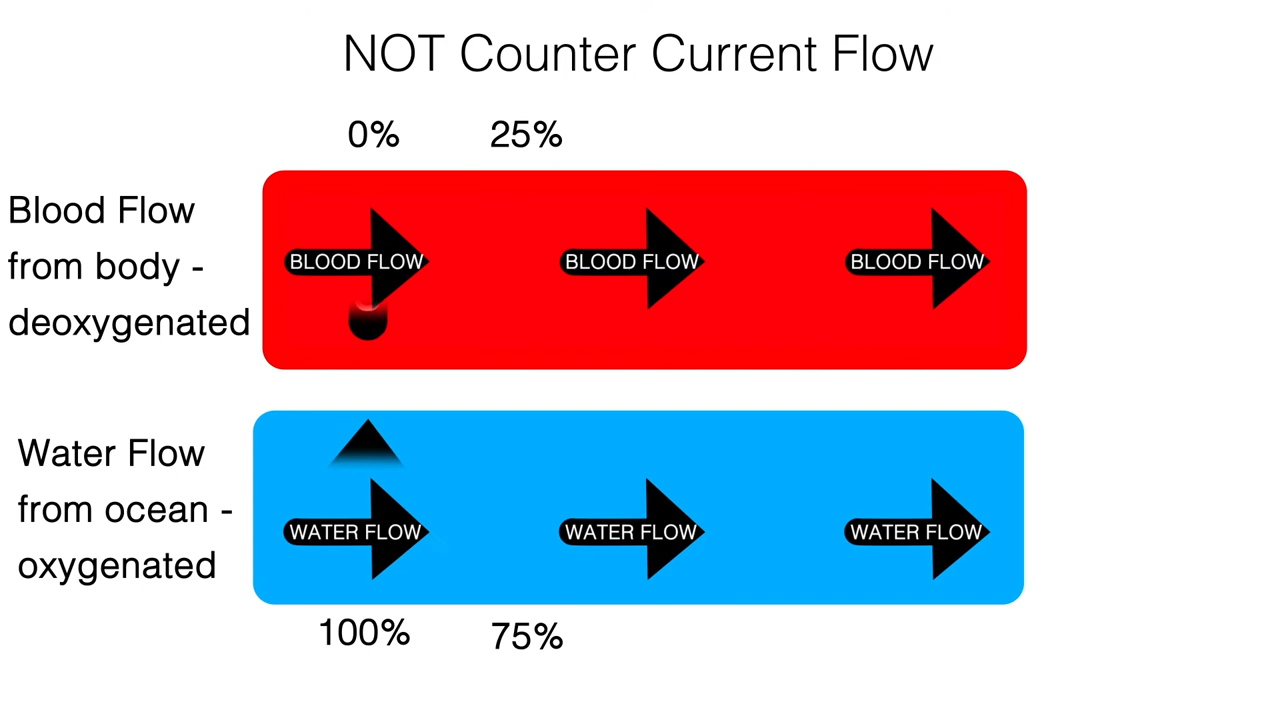 NOT Counter Current Flow
0% 25%
Blood Flow
from body -
deoxygenated
BLOOD FLOW BLOOD FLOW BLOOD FLOW
Water Flow
from ocean -
oxygenated
WATER FLOW WATER FLOW WATER FLOW
100% 75%